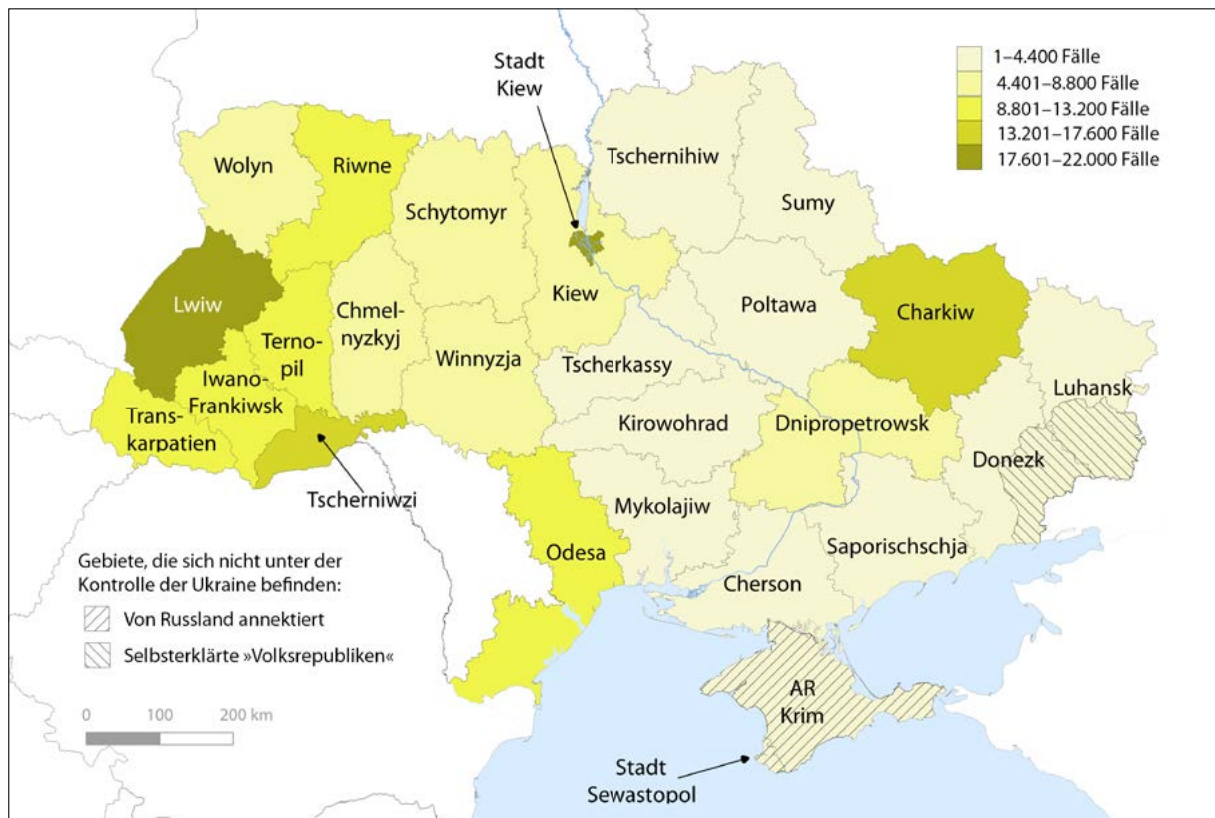 Stadt
Kiew
1–4.400 Fälle
4.401–8.800 Fälle
8.801–13.200 Fälle
13.201–17.600 Fälle
17.601–22.000 Fälle
Wolyn
Riwne
Schytomyr
Tschernihiw
Sumy
Lwiw
Kiew
Poltawa
Charkiw
Chmel-
nyzkyj
Terno-
pil
Winnyzja
Tscherkassy
Luhansk
Iwano-
Frankiwsk
Trans-
karpatien
Kirowohrad
Dnipropetrowsk
Donezk
Tscherniwzi
Mykolajiw
Odesa
Saporischschja
Cherson
Gebiete, die sich nicht unter der
Kontrolle der Ukraine befinden:
Von Russland annektiert
Selbsterklärte »Volksrepubliken«
0 100 200 km
AR
Krim
Stadt
Sewastopol